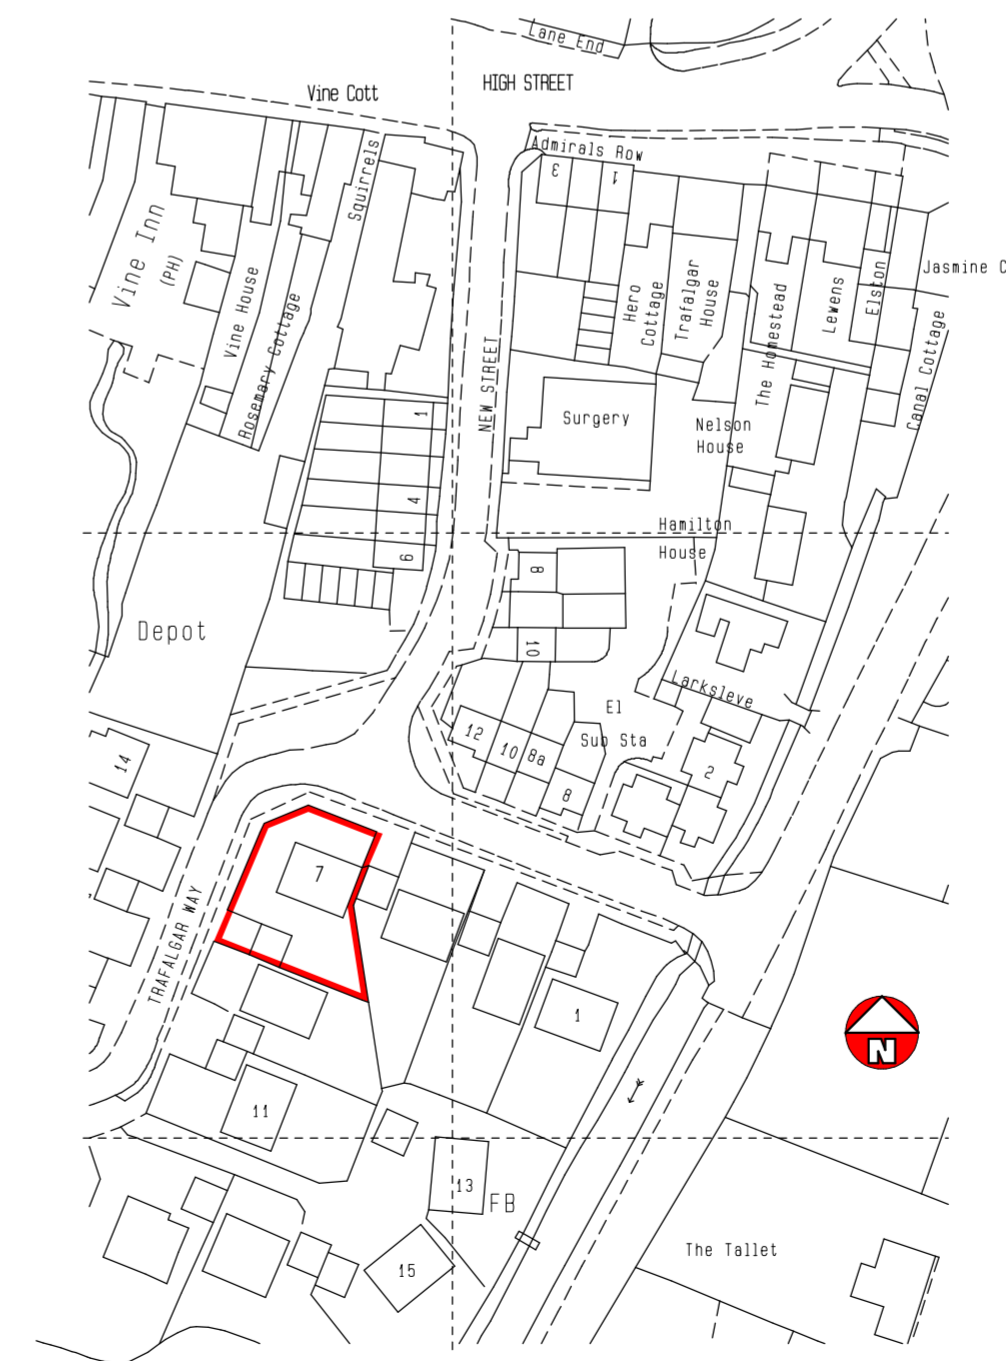 Lane End
HIGH STREET
Vine Cott
Admirals Row
3
1
Squirrels
Vine Inn
(PH)
Vine House
Rosemary Cottage
Hero
Cottage
Trafalgar
House
The Homestead
Lewens
Elston
Jasmine C
Canal Cottage
NEW STREET
1
4
6
Surgery
Nelson
House
Hamilton
House
8
10
Depot
Larksleve
El
Sub Sta
12
10
8a
8
2
14
7
TRAFALGAR WAY
1
N
11
13
FB
15
The Tallet